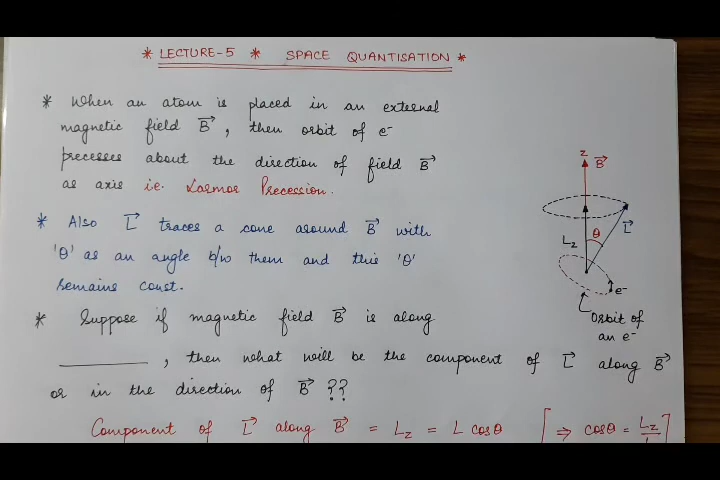 * LECTURE-5 * SPACE QUANTISATION *
* When an atom is placed in an external
magnetic field B⃗, then orbit of e⁻
precesses about the direction of field B⃗
as axis i.e. Larmor Precession.
* Also L⃗ traces a cone around B⃗ with
'θ' as an angle b/w them and this 'θ'
remains const.
* Suppose if magnetic field B⃗ is along
__________, then what will be the component of L⃗ along B⃗
or in the direction of B⃗ ??
Component of L⃗ along B⃗ = Lz = L cosθ [⇒ cosθ = Lz/L]
z
B⃗
Lz
θ
L⃗
e⁻
Orbit of
an e⁻